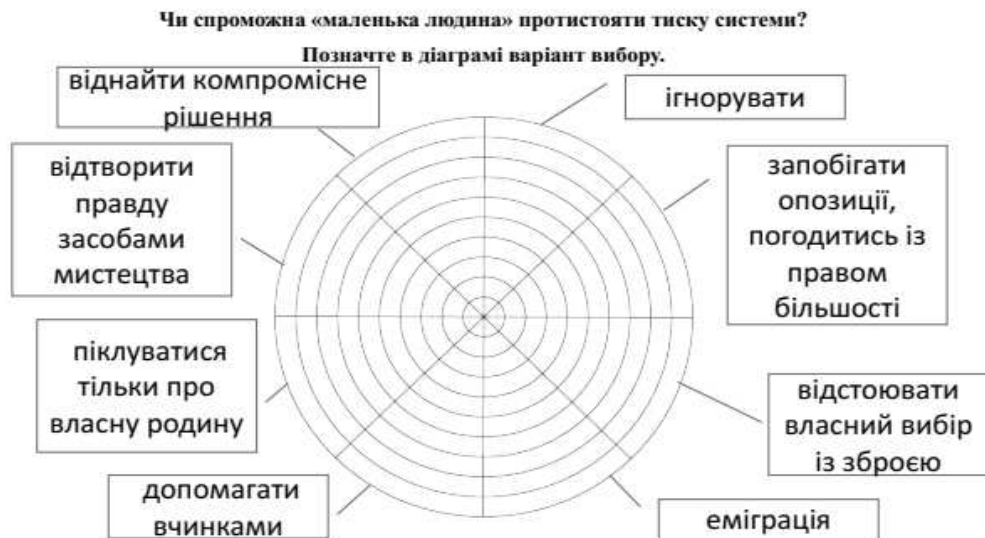 Чи спроможна «маленька людина» протистояти тиску системи?
Позначте в діаграмі варіант вибору.
віднайти компромісне
рішення
ігнорувати
відтворити
правду
засобами
мистецтва
запобігати
опозиції,
погодитись із
правом
більшості
піклуватися
тільки про
власну родину
відстоювати
власний вибір
із зброєю
допомагати
вчинками
еміграція